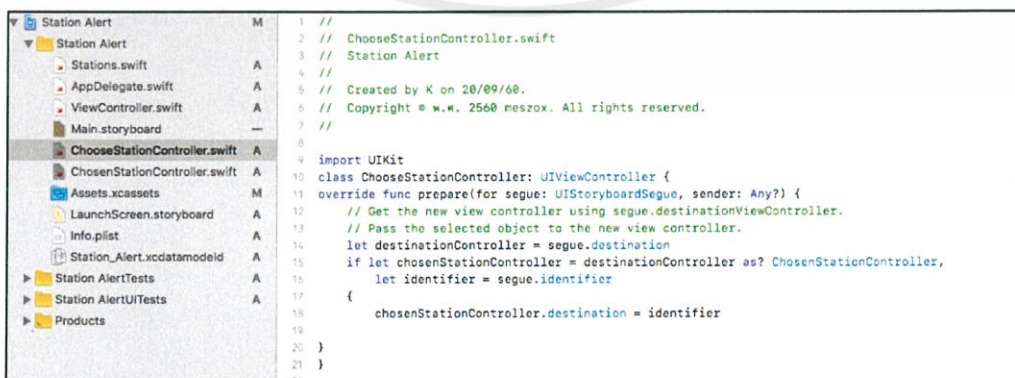 Station Alert M
Station Alert
Stations.swift A
AppDelegate.swift A
ViewController.swift A
Main.storyboard —
ChooseStationController.swift A
ChosenStationController.swift A
Assets.xcassets M
LaunchScreen.storyboard A
Info.plist A
Station_Alert.xcdatamodeld A
Station AlertTests A
Station AlertUITests A
Products
1 //
2 //  ChooseStationController.swift
3 //  Station Alert
4 //
5 //  Created by K on 20/09/60.
6 //  Copyright © พ.ศ. 2560 meszox. All rights reserved.
7 //
8
9 import UIKit
10 class ChooseStationController: UIViewController {
11 override func prepare(for segue: UIStoryboardSegue, sender: Any?) {
12     // Get the new view controller using segue.destinationViewController.
13     // Pass the selected object to the new view controller.
14     let destinationController = segue.destination
15     if let chosenStationController = destinationController as? ChosenStationController,
16         let identifier = segue.identifier
17     {
18         chosenStationController.destination = identifier
19
20 }
21 }